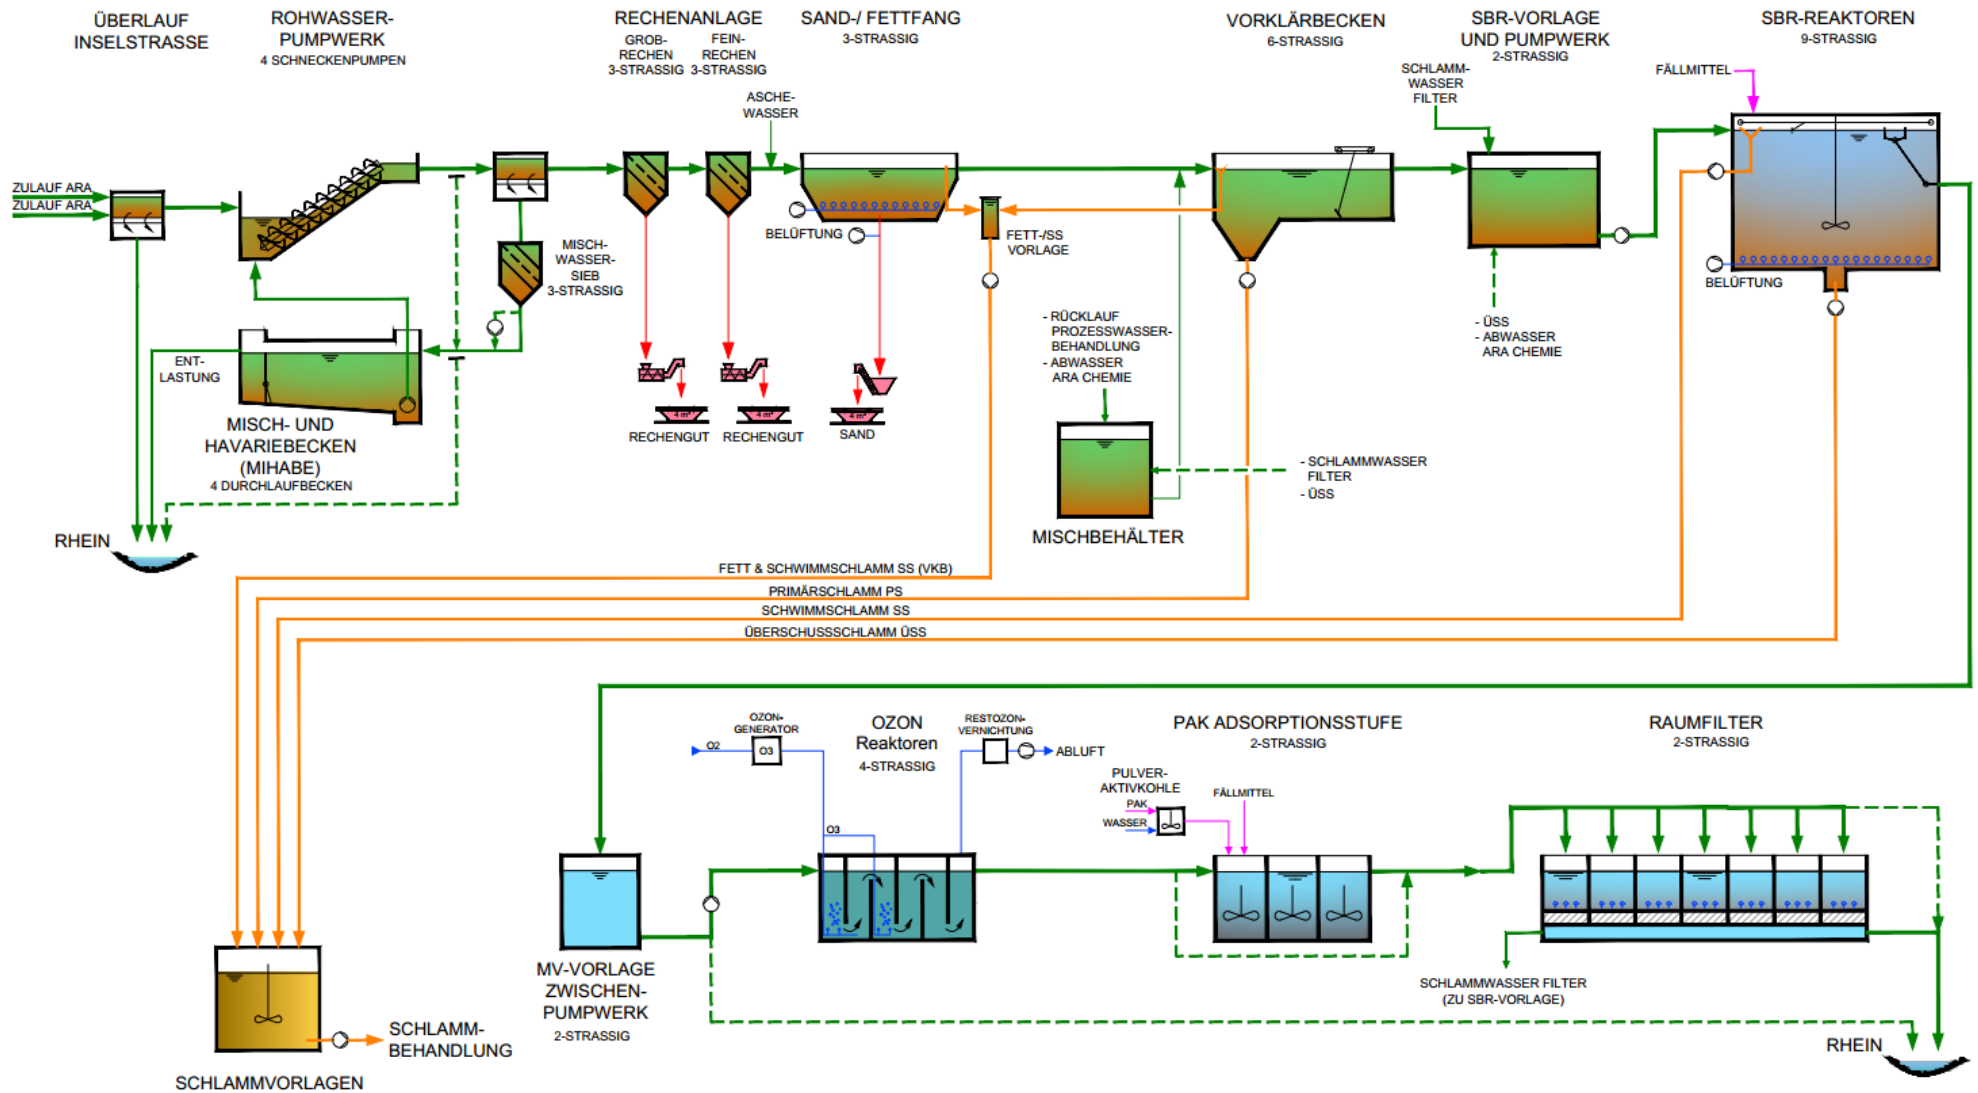 ÜBERLAUF
INSELSTRASSE
ROHWASSER-
PUMPWERK
4 SCHNECKENPUMPEN
RECHENANLAGE
GROB-
RECHEN
3-STRASSIG
FEIN-
RECHEN
3-STRASSIG
SAND-/ FETTFANG
3-STRASSIG
VORKLÄRBECKEN
6-STRASSIG
SBR-VORLAGE
UND PUMPWERK
2-STRASSIG
SBR-REAKTOREN
9-STRASSIG
SCHLAMM-
WASSER
FILTER
FÄLLMITTEL
ASCHE-
WASSER
ZULAUF ARA
ZULAUF ARA
BELÜFTUNG
FETT-/SS
VORLAGE
MISCH-
WASSER-
SIEB
3-STRASSIG
BELÜFTUNG
- RÜCKLAUF
PROZESSWASSER-
BEHANDLUNG
- ABWASSER
ARA CHEMIE
- ÜSS
- ABWASSER
ARA CHEMIE
ENT-
LASTUNG
4 m³
4 m³
4 m³
RECHENGUT
RECHENGUT
SAND
MISCH- UND
HAVARIEBECKEN
(MIHABE)
4 DURCHLAUFBECKEN
- SCHLAMMWASSER
FILTER
- ÜSS
MISCHBEHÄLTER
RHEIN
FETT & SCHWIMMSCHLAMM SS (VKB)
PRIMÄRSCHLAMM PS
SCHWIMMSCHLAMM SS
ÜBERSCHUSSSCHLAMM ÜSS
OZON-
GENERATOR
O2
O3
OZON
Reaktoren
4-STRASSIG
RESTOZON-
VERNICHTUNG
ABLUFT
PAK ADSORPTIONSSTUFE
2-STRASSIG
RAUMFILTER
2-STRASSIG
PULVER-
AKTIVKOHLE
PAK
WASSER
FÄLLMITTEL
O3
MV-VORLAGE
ZWISCHEN-
PUMPWERK
2-STRASSIG
SCHLAMMWASSER FILTER
(ZU SBR-VORLAGE)
SCHLAMM-
BEHANDLUNG
SCHLAMMVORLAGEN
RHEIN